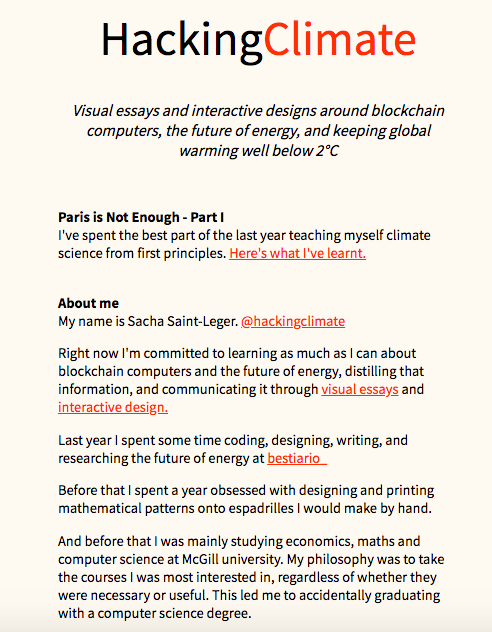 HackingClimate
Visual essays and interactive designs around blockchain
computers, the future of energy, and keeping global
warming well below 2°C
Paris is Not Enough - Part I
I've spent the best part of the last year teaching myself climate
science from first principles. Here's what I've learnt.
About me
My name is Sacha Saint-Leger. @hackingclimate
Right now I'm committed to learning as much as I can about
blockchain computers and the future of energy, distilling that
information, and communicating it through visual essays and
interactive design.
Last year I spent some time coding, designing, writing, and
researching the future of energy at bestiario_
Before that I spent a year obsessed with designing and printing
mathematical patterns onto espadrilles I would make by hand.
And before that I was mainly studying economics, maths and
computer science at McGill university. My philosophy was to take
the courses I was most interested in, regardless of whether they
were necessary or useful. This led me to accidentally graduating
with a computer science degree.